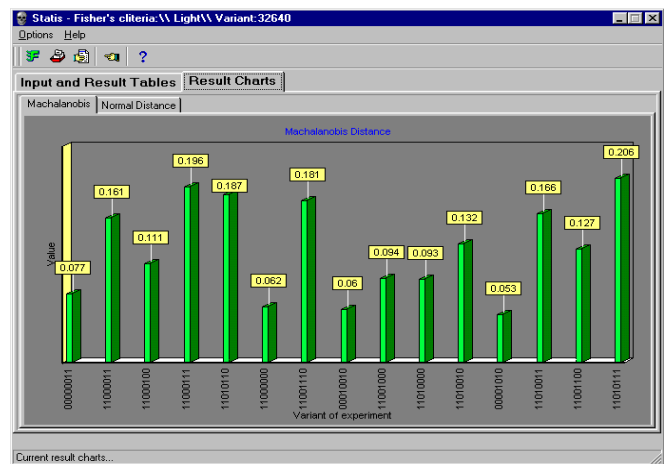 Statis - Fisher's cliteria:\\ Light\\ Variant:32640
Options Help
?
Input and Result Tables Result Charts
Machalanobis Normal Distance
Machalanobis Distance
0.077 0.161 0.111 0.196 0.187 0.062 0.181 0.06 0.094 0.093 0.132 0.053 0.166 0.127 0.206
Value
00000111 11000111 11000100 11010111 11010110 11000000 11001110 00010010 11001000 11010000 11010010 00001010 11010011 11001100 11010111
Variant of experiment
Current result charts...